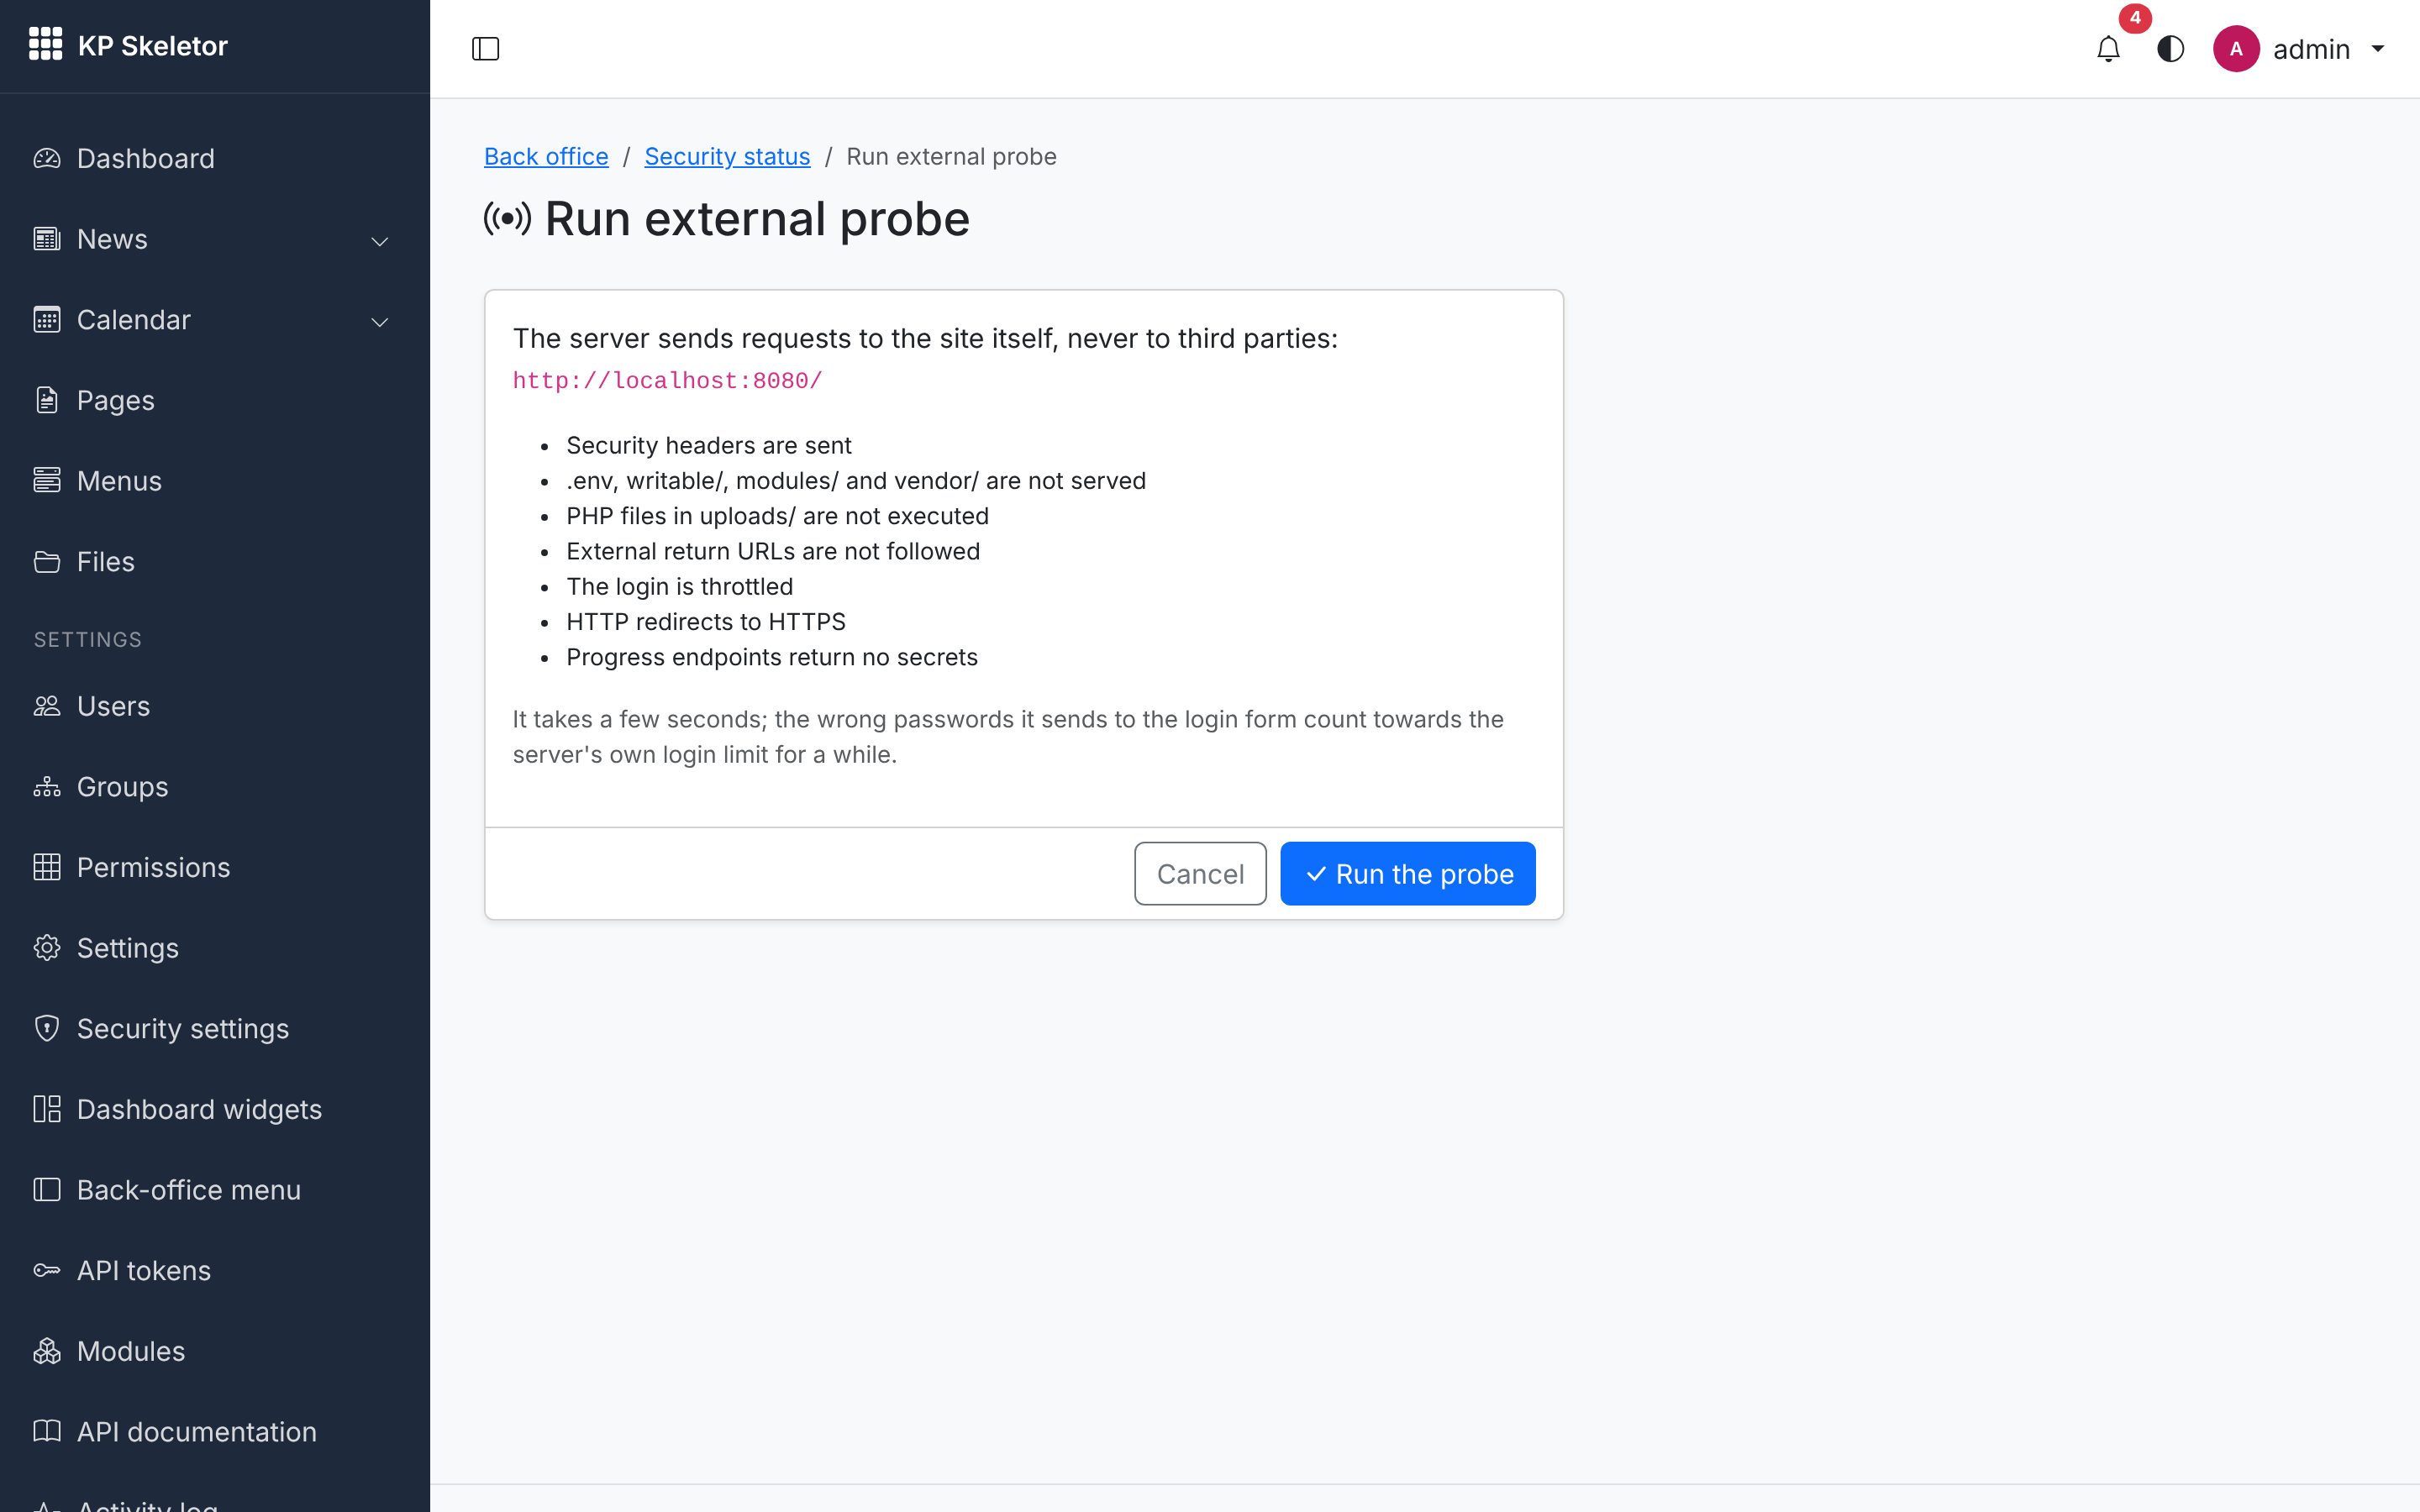 KP Skeletor
4
A
admin
Dashboard
News
Calendar
Pages
Menus
Files
SETTINGS
Users
Groups
Permissions
Settings
Security settings
Dashboard widgets
Back-office menu
API tokens
Modules
API documentation
Activity log
Back office / Security status / Run external probe
Run external probe
The server sends requests to the site itself, never to third parties:
http://localhost:8080/
• Security headers are sent
• .env, writable/, modules/ and vendor/ are not served
• PHP files in uploads/ are not executed
• External return URLs are not followed
• The login is throttled
• HTTP redirects to HTTPS
• Progress endpoints return no secrets
It takes a few seconds; the wrong passwords it sends to the login form count towards the
server's own login limit for a while.
Cancel
Run the probe